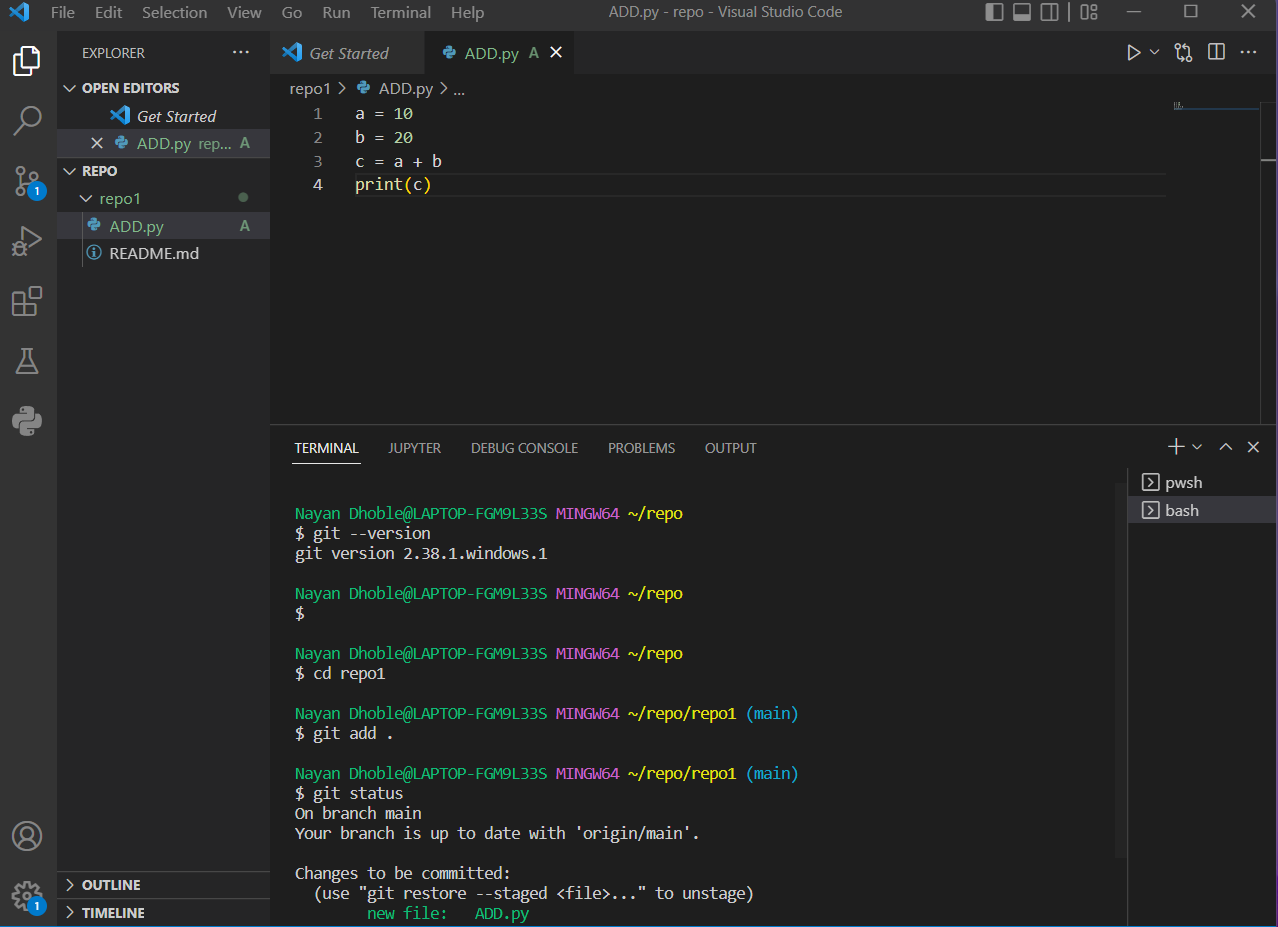 File Edit Selection View Go Run Terminal Help ADD.py - repo - Visual Studio Code
EXPLORER ...
OPEN EDITORS
Get Started
ADD.py rep... A
REPO
repo1
ADD.py A
README.md
OUTLINE
TIMELINE
1
1
Get Started ADD.py A
repo1 > ADD.py > ...
1 a = 10
2 b = 20
3 c = a + b
4 print(c)
TERMINAL JUPYTER DEBUG CONSOLE PROBLEMS OUTPUT
Nayan Dhoble@LAPTOP-FGM9L33S MINGW64 ~/repo
$ git --version
git version 2.38.1.windows.1
Nayan Dhoble@LAPTOP-FGM9L33S MINGW64 ~/repo
$
Nayan Dhoble@LAPTOP-FGM9L33S MINGW64 ~/repo
$ cd repo1
Nayan Dhoble@LAPTOP-FGM9L33S MINGW64 ~/repo/repo1 (main)
$ git add .
Nayan Dhoble@LAPTOP-FGM9L33S MINGW64 ~/repo/repo1 (main)
$ git status
On branch main
Your branch is up to date with 'origin/main'.
Changes to be committed:
(use "git restore --staged <file>..." to unstage)
new file: ADD.py
pwsh
bash